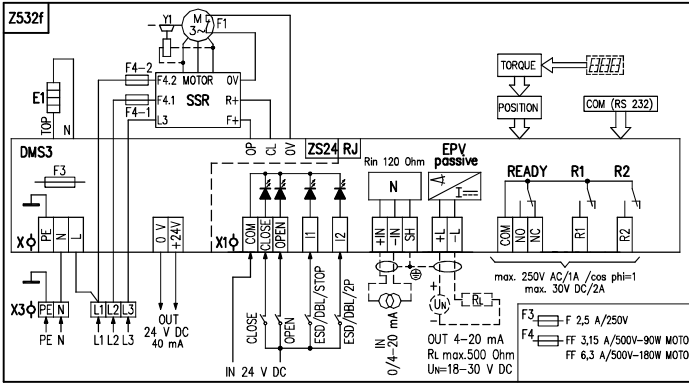 Z532f
Y1
M
3~
F1
F4-2
F4.2 MOTOR 0V
F4.1 SSR R+
L3 F+
F4-1
E1
TOP
N
OP
CL
0V
TORQUE
POSITION
COM (RS 232)
DMS3
F3
ZS24 RJ
Rin 120 Ohm
N
EPV
passive
READY R1 R2
X
PE
N
L
0 V
+24V
X1
COM
CLOSE
OPEN
I1
I2
+IN
-IN
SH
+L
-L
COM
NO
NC
R1
R2
X3
PE N
L1 L2 L3
PE N
OUT
24 V DC
40 mA
CLOSE
OPEN
ESD/DBL/STOP
ESD/DBL/2P
IN 24 V DC
IN
0/4-20 mA
+
UN
-
RL
OUT 4-20 mA
RL max.500 Ohm
UN=18-30 V DC
max. 250V AC/1A /cos phi=1
max. 30V DC/2A
F3 F 2,5 A/250V
F4 FF 3,15 A/500V-90W MOTO
FF 6,3 A/500V-180W MOTO